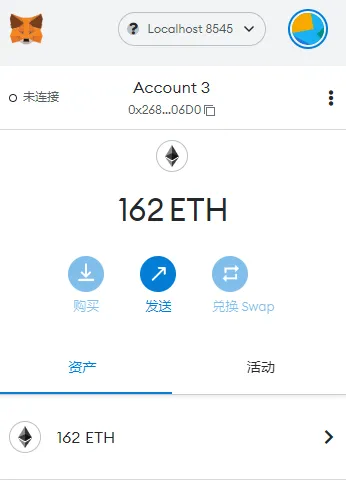 ? Localhost 8545
未连接
Account 3
0x268...06D0
162 ETH
购买
发送
兑换 Swap
资产
活动
162 ETH